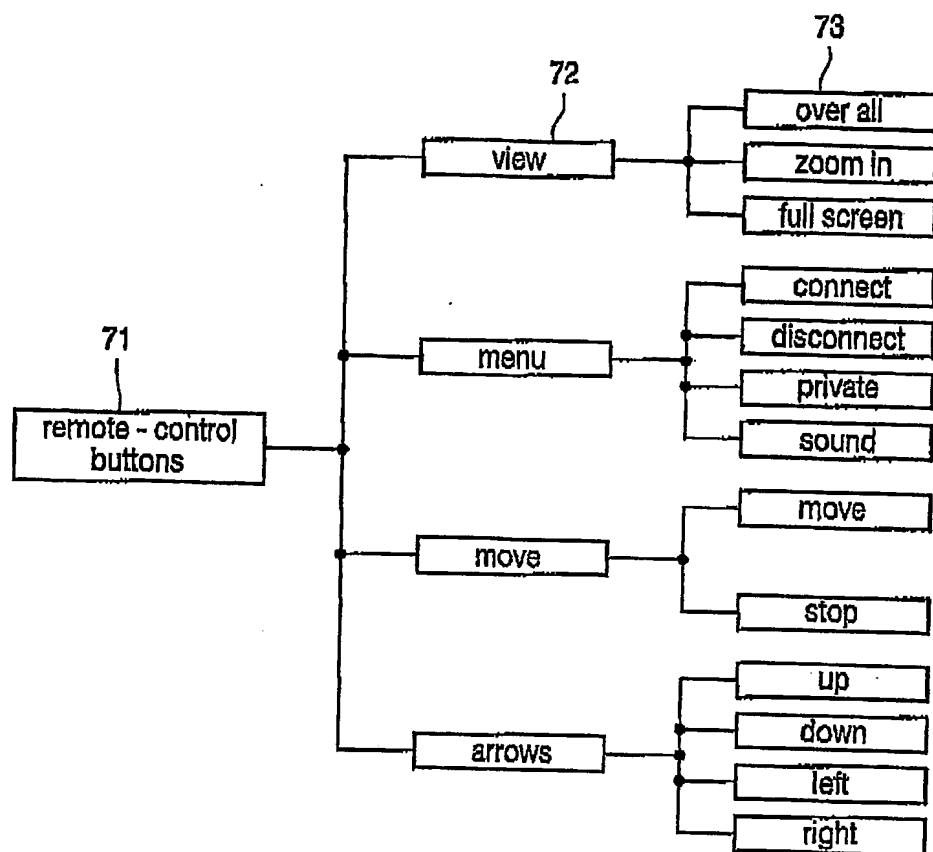 73
72
over all
view
zoom in
full screen
connect
71
menu
disconnect
private
remote - control
buttons
sound
move
move
stop
up
arrows
down
left
right